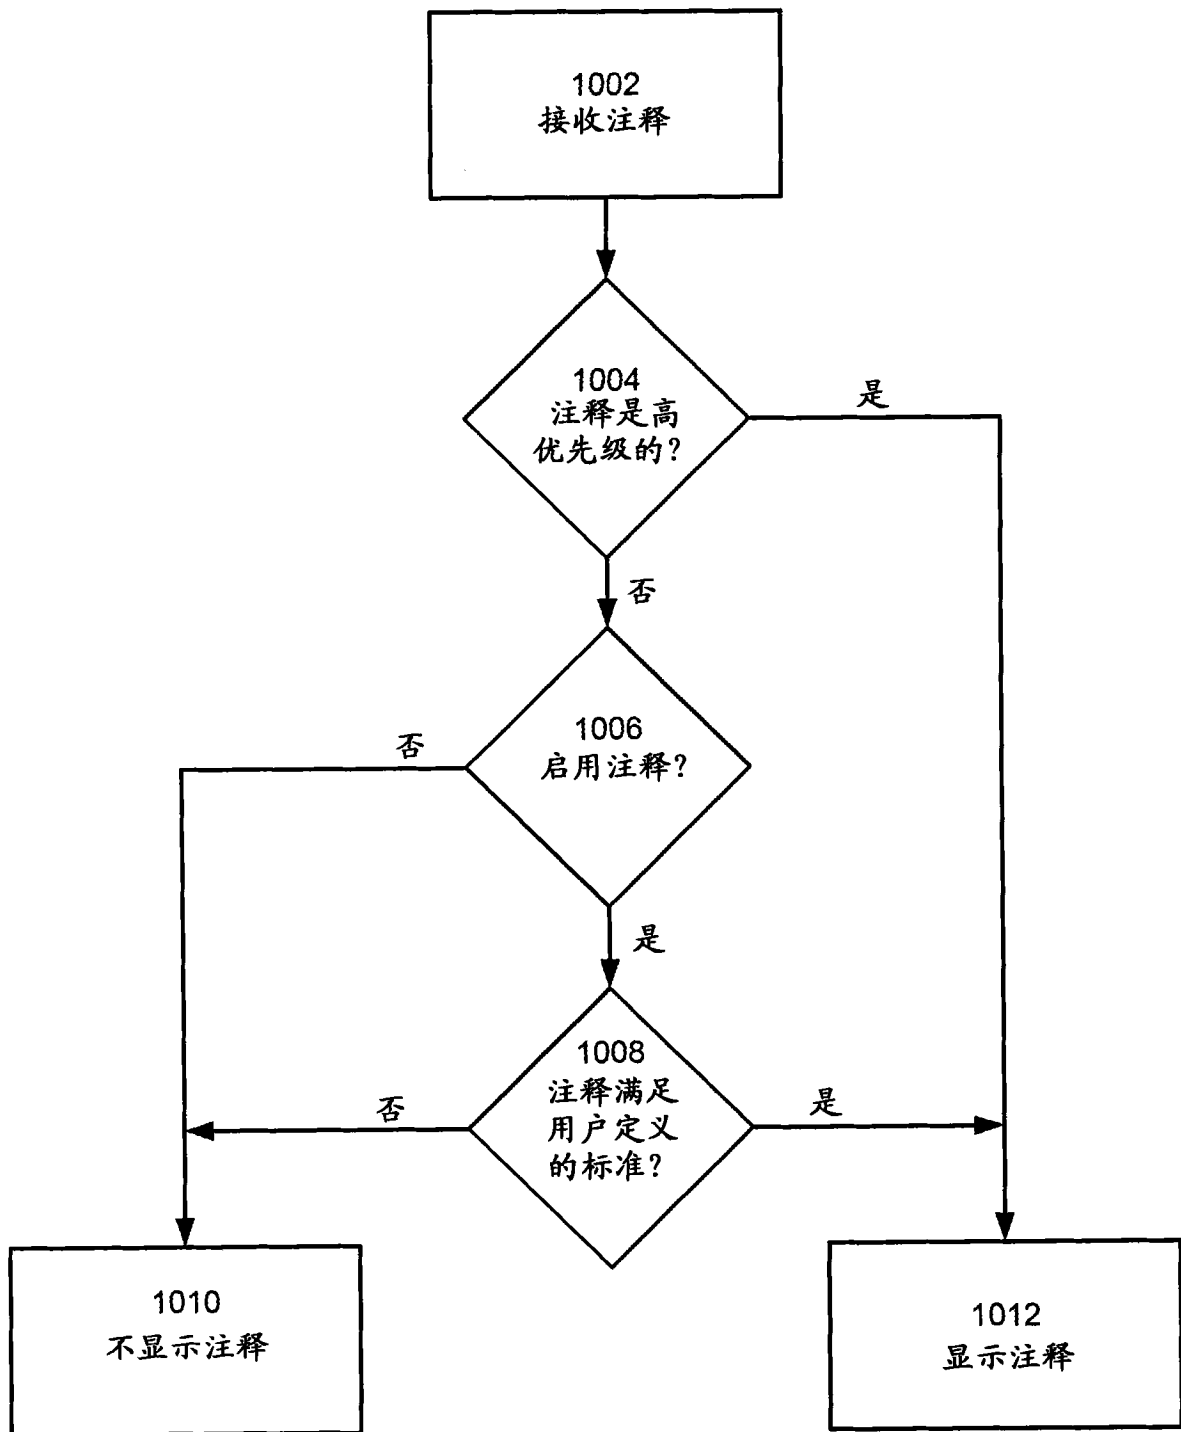 1002
接收注释
1004
注释是高
优先级的?
是
否
1006
启用注释?
否
是
1008
注释满足
用户定义
的标准?
否
是
1010
不显示注释
1012
显示注释